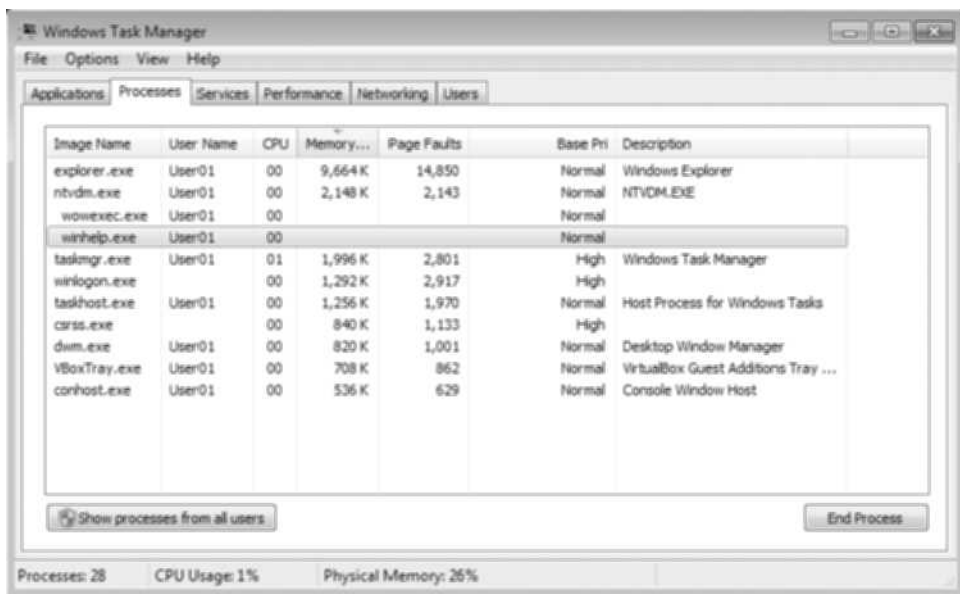 Windows Task Manager
File Options View Help
Applications Processes Services Performance Networking Users
Image Name User Name CPU Memory... Page Faults Base Pri Description
explorer.exe User01 00 9,664 K 14,850 Normal Windows Explorer
ntvdm.exe User01 00 2,148 K 2,143 Normal NTVDM.EXE
wowexec.exe User01 00 Normal
winhelp.exe User01 00 Normal
taskmgr.exe User01 01 1,996 K 2,801 High Windows Task Manager
winlogon.exe 00 1,292 K 2,917 High
taskhost.exe User01 00 1,256 K 1,970 Normal Host Process for Windows Tasks
csrss.exe 00 840 K 1,133 High
dwm.exe User01 00 820 K 1,001 Normal Desktop Window Manager
VBoxTray.exe User01 00 708 K 862 Normal VirtualBox Guest Additions Tray ...
conhost.exe User01 00 536 K 629 Normal Console Window Host
Show processes from all users End Process
Processes: 28 CPU Usage: 1% Physical Memory: 26%